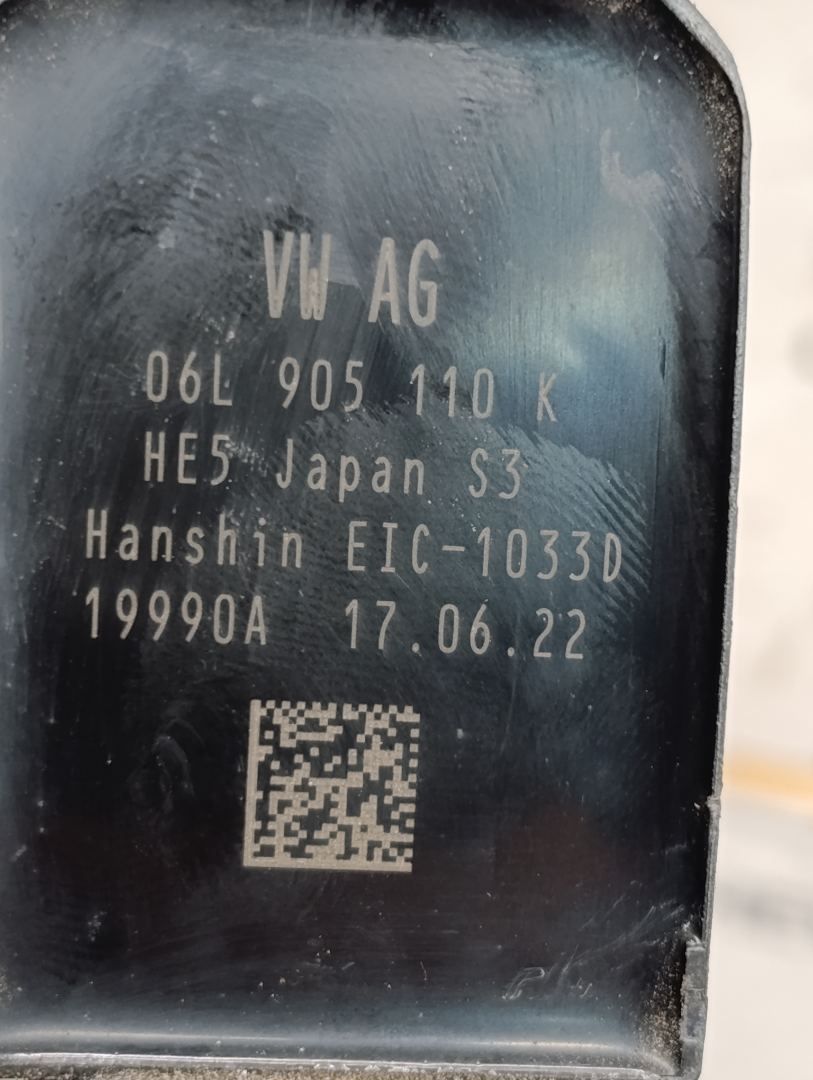 VW AG
06L 905 110 K
HE5 Japan S3
Hanshin EIC-1033D
19990A 17.06.22